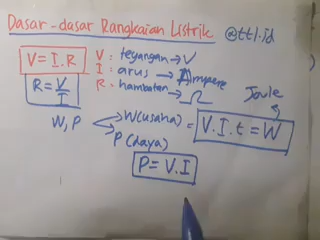 Dasar-dasar Rangkaian Listrik @ttl.id
V = I.R
V : tegangan → V
I : arus → Ampere
R : hambatan → Ω
R = V/I
Joule
W, P
W (usaha) = V.I.t = W
P (daya)
P = V.I